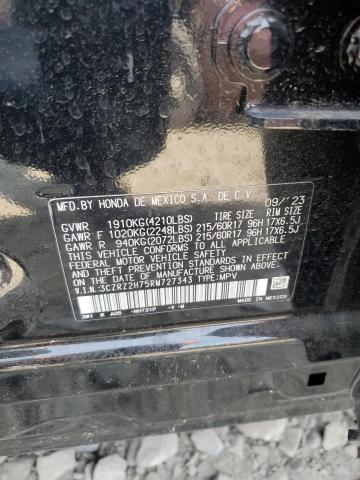 MFD.BY HONDA DE MEXICO S.A. DE C.V. 09/'23
TIRE SIZE RIM SIZE
GVWR 1910KG(4210LBS)
GAWR F 1020KG(2248LBS) 215/60R17 96H 17X6.5J
GAWR R 940KG(2072LBS) 215/60R17 96H 17X6.5J
THIS VEHICLE CONFORMS TO ALL APPLICABLE
FEDERAL MOTOR VEHICLE SAFETY AND THEFT
PREVENTION STANDARDS IN EFFECT ON THE
DATE OF MANUFACTURE SHOWN ABOVE.
V.I.N.:3CZRZ2H75RM727343 TYPE:MPV
3W1 A05 -NH731P -V-
MADE IN MEXICO